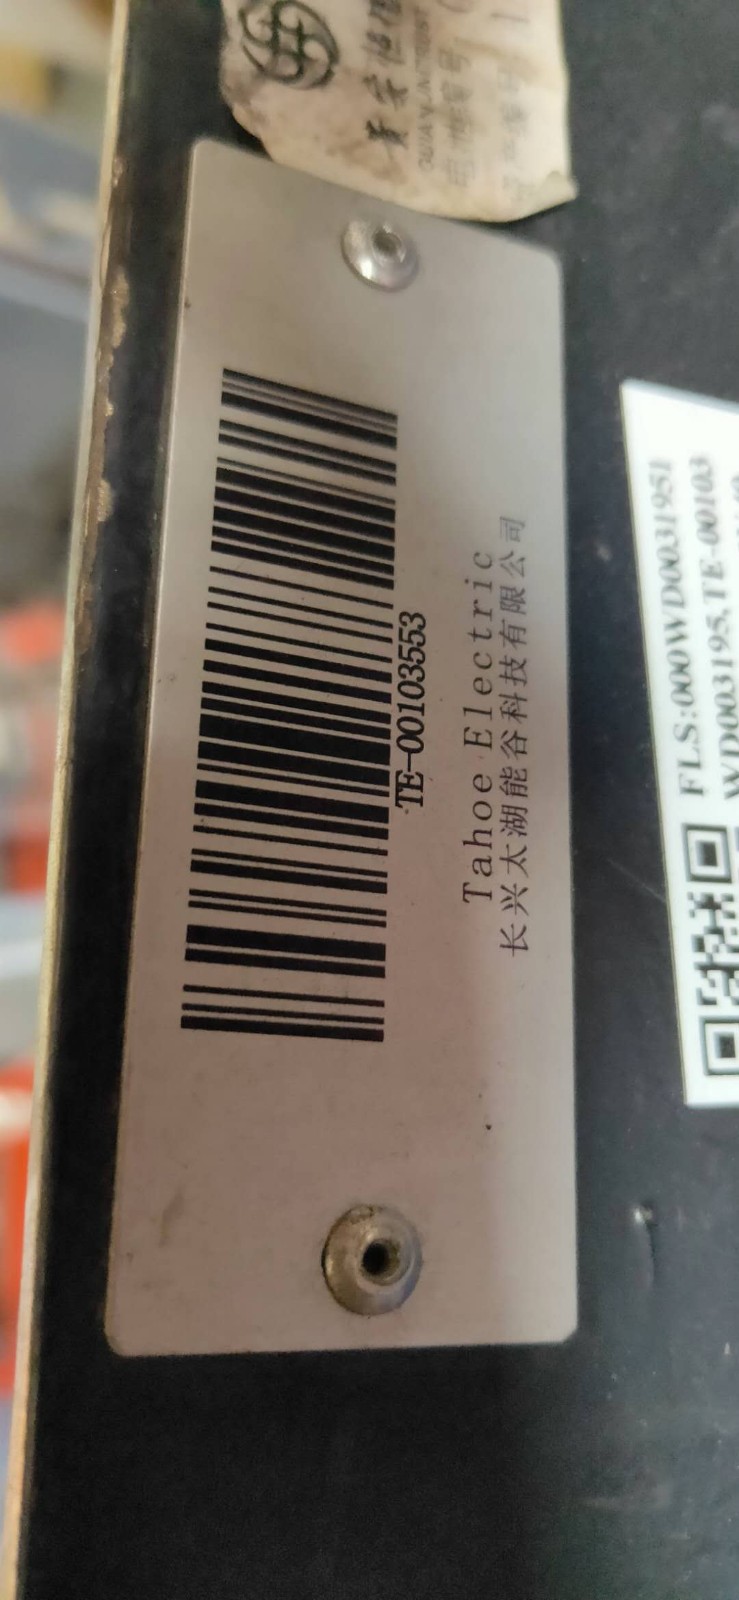 TE-00103553
Tahoe Electric
长兴太湖能谷科技有限公司
FLS:000WD0031951
WD003195,TE-00103